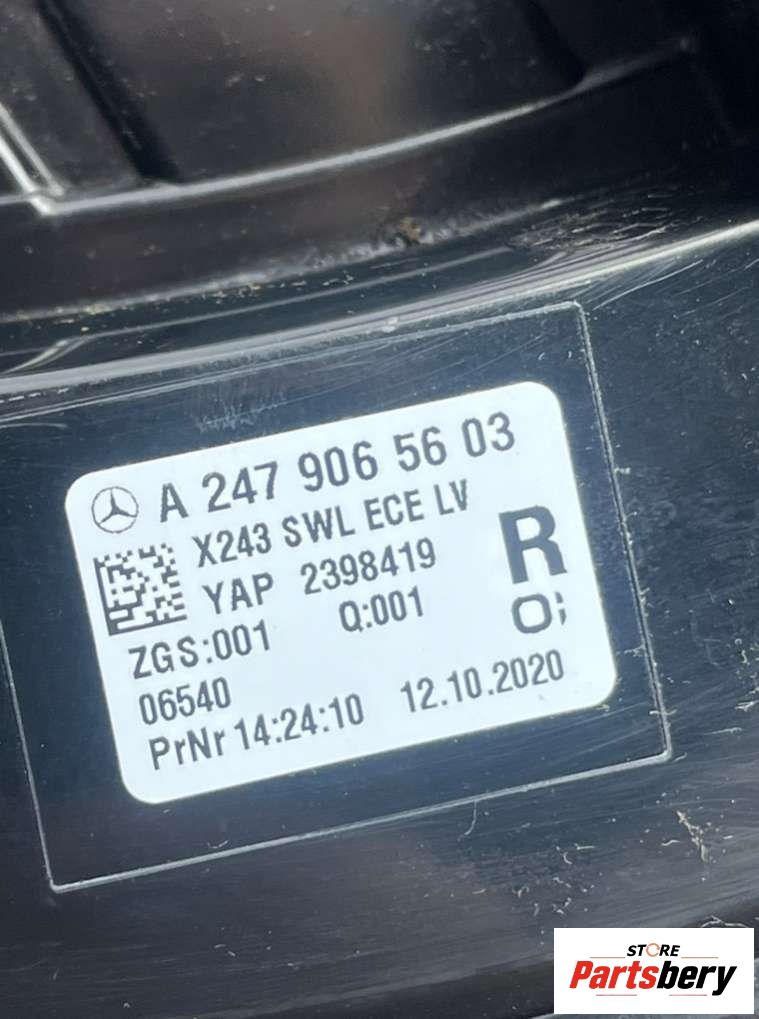 A 247 906 56 03
X243 SWL ECE LV
YAP 2398419
R
ZGS:001 Q:001
O;
06540
PrNr 14:24:10 12.10.2020
STORE
Partsbery